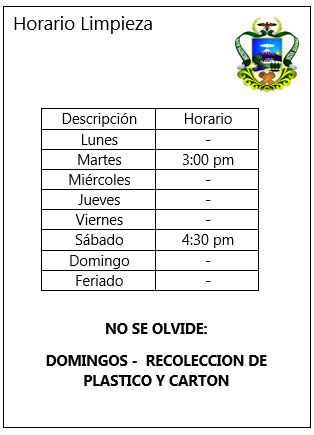 Horario Limpieza
Descripción Horario
Lunes -
Martes 3:00 pm
Miércoles -
Jueves -
Viernes -
Sábado 4:30 pm
Domingo -
Feriado -
NO SE OLVIDE:
DOMINGOS - RECOLECCION DE
PLASTICO Y CARTON